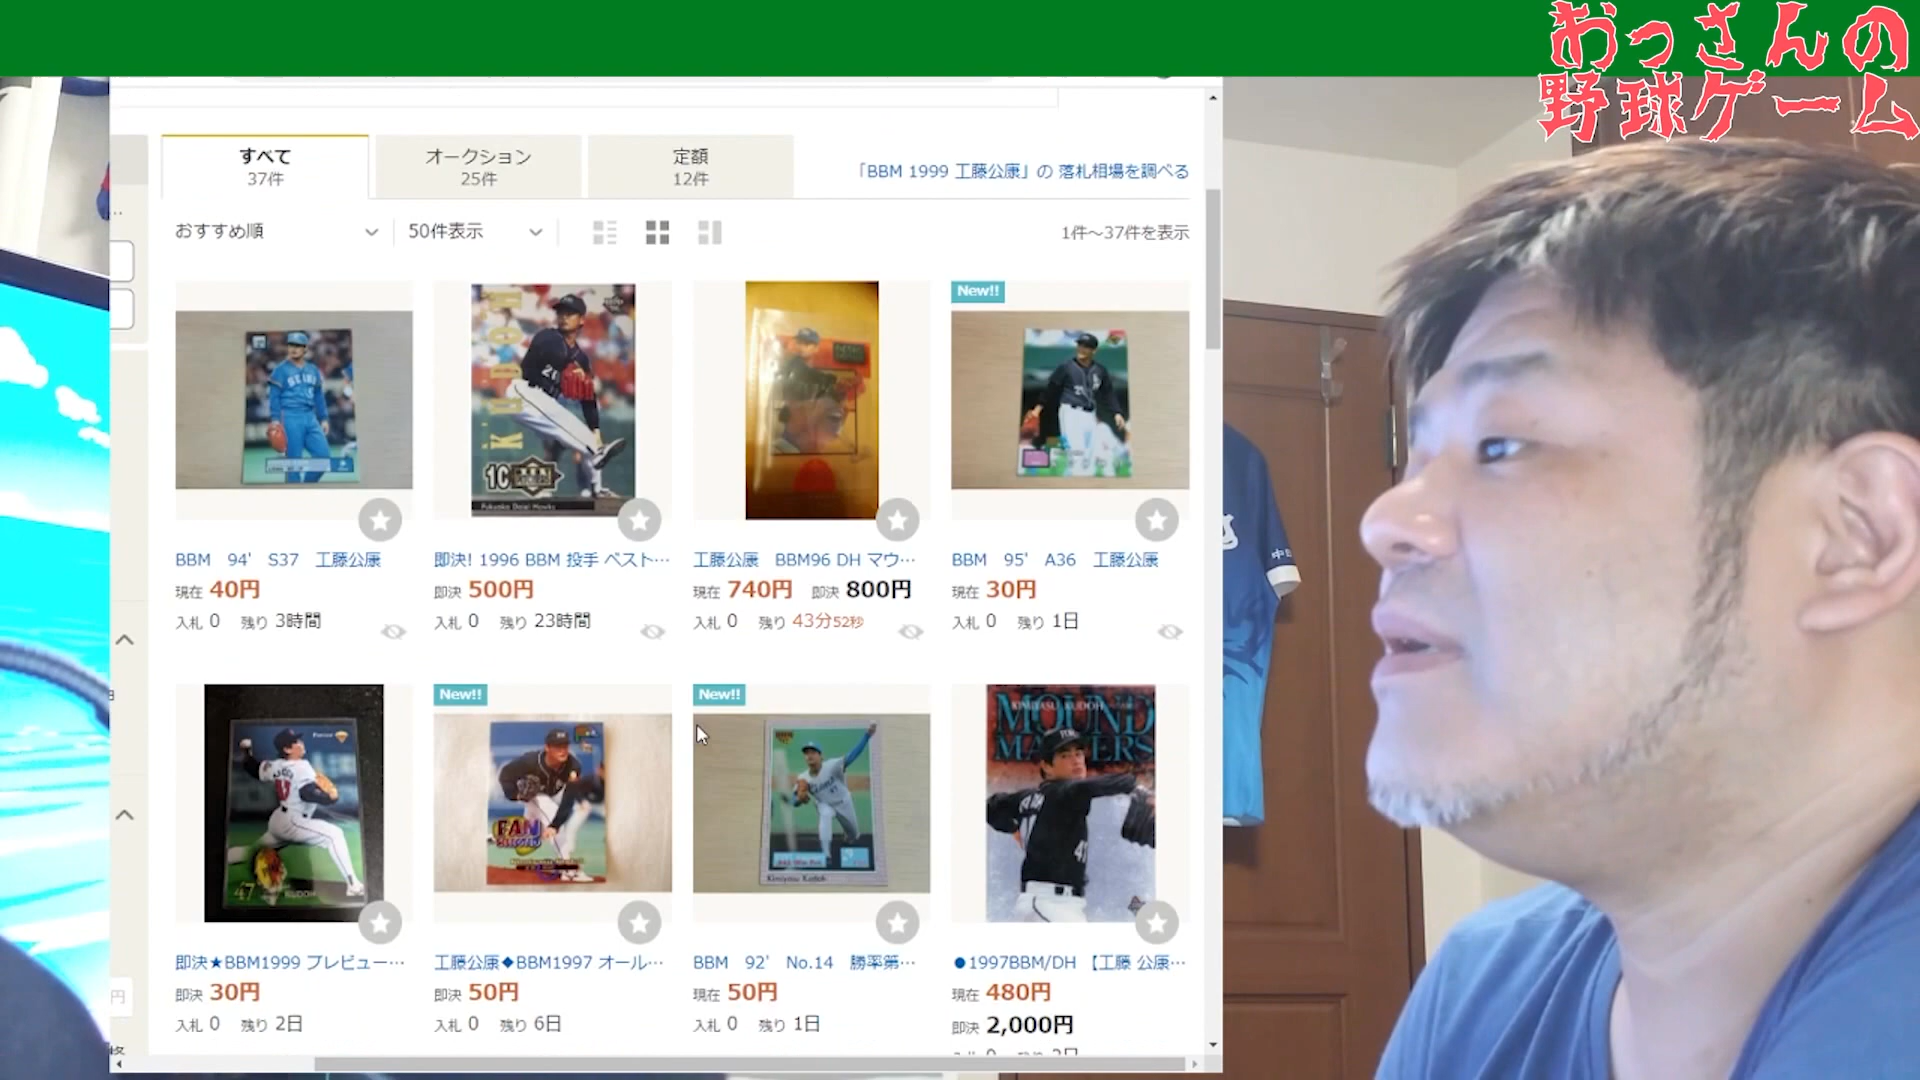 おっさんの
野球ゲーム
すべて
37件
オークション
25件
定額
12件
「BBM 1999 工藤公康」の 落札相場を調べる
おすすめ順
50件表示
1件～37件を表示
New!!
BBM 94' S37 工藤公康
現在 40円
入札 0 残り 3時間
即決! 1996 BBM 投手 ベスト…
即決 500円
入札 0 残り 23時間
工藤公康 BBM96 DH マウ…
現在 740円 即決 800円
入札 0 残り 43分52秒
BBM 95' A36 工藤公康
現在 30円
入札 0 残り 1日
New!!
New!!
KIMIYASU KUDOH
MOUND
MASTERS
FAN
47
KUDOH
即決★BBM1999 プレビュー…
即決 30円
入札 0 残り 2日
工藤公康◆BBM1997 オール…
即決 50円
入札 0 残り 6日
BBM 92' No.14 勝率第…
現在 50円
入札 0 残り 1日
●1997BBM/DH 【工藤 公康…
現在 480円
即決 2,000円
円